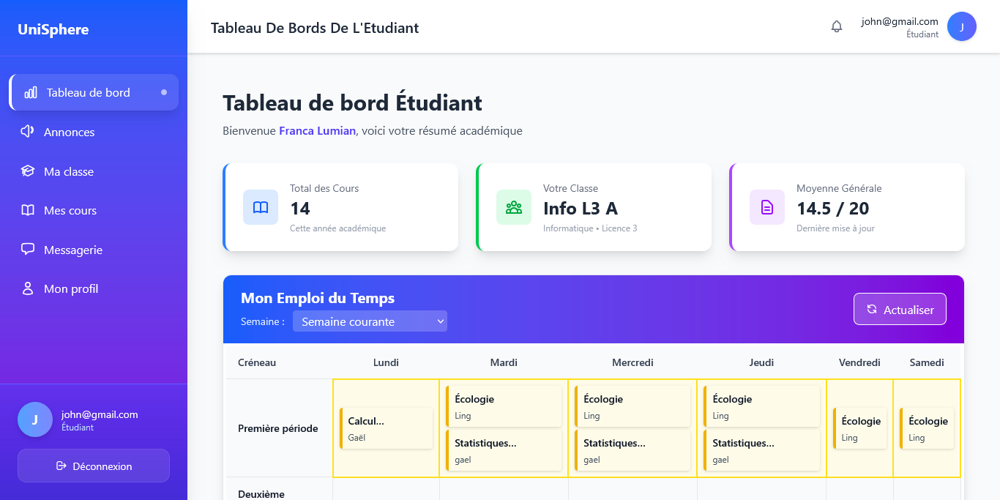 UniSphere
Tableau de bord
Annonces
Ma classe
Mes cours
Messagerie
Mon profil
J
john@gmail.com
Étudiant
Déconnexion
Tableau De Bords De L'Etudiant
john@gmail.com
Étudiant
J
Tableau de bord Étudiant
Bienvenue Franca Lumian, voici votre résumé académique
Total des Cours
14
Cette année académique
Votre Classe
Info L3 A
Informatique • Licence 3
Moyenne Générale
14.5 / 20
Dernière mise à jour
Mon Emploi du Temps
Semaine : Semaine courante
Actualiser
Créneau Lundi Mardi Mercredi Jeudi Vendredi Samedi
Première période
Calcul...
Gaël
Écologie
Ling
Statistiques...
gael
Écologie
Ling
Statistiques...
gael
Écologie
Ling
Statistiques...
gael
Écologie
Ling
Écologie
Ling
Deuxième